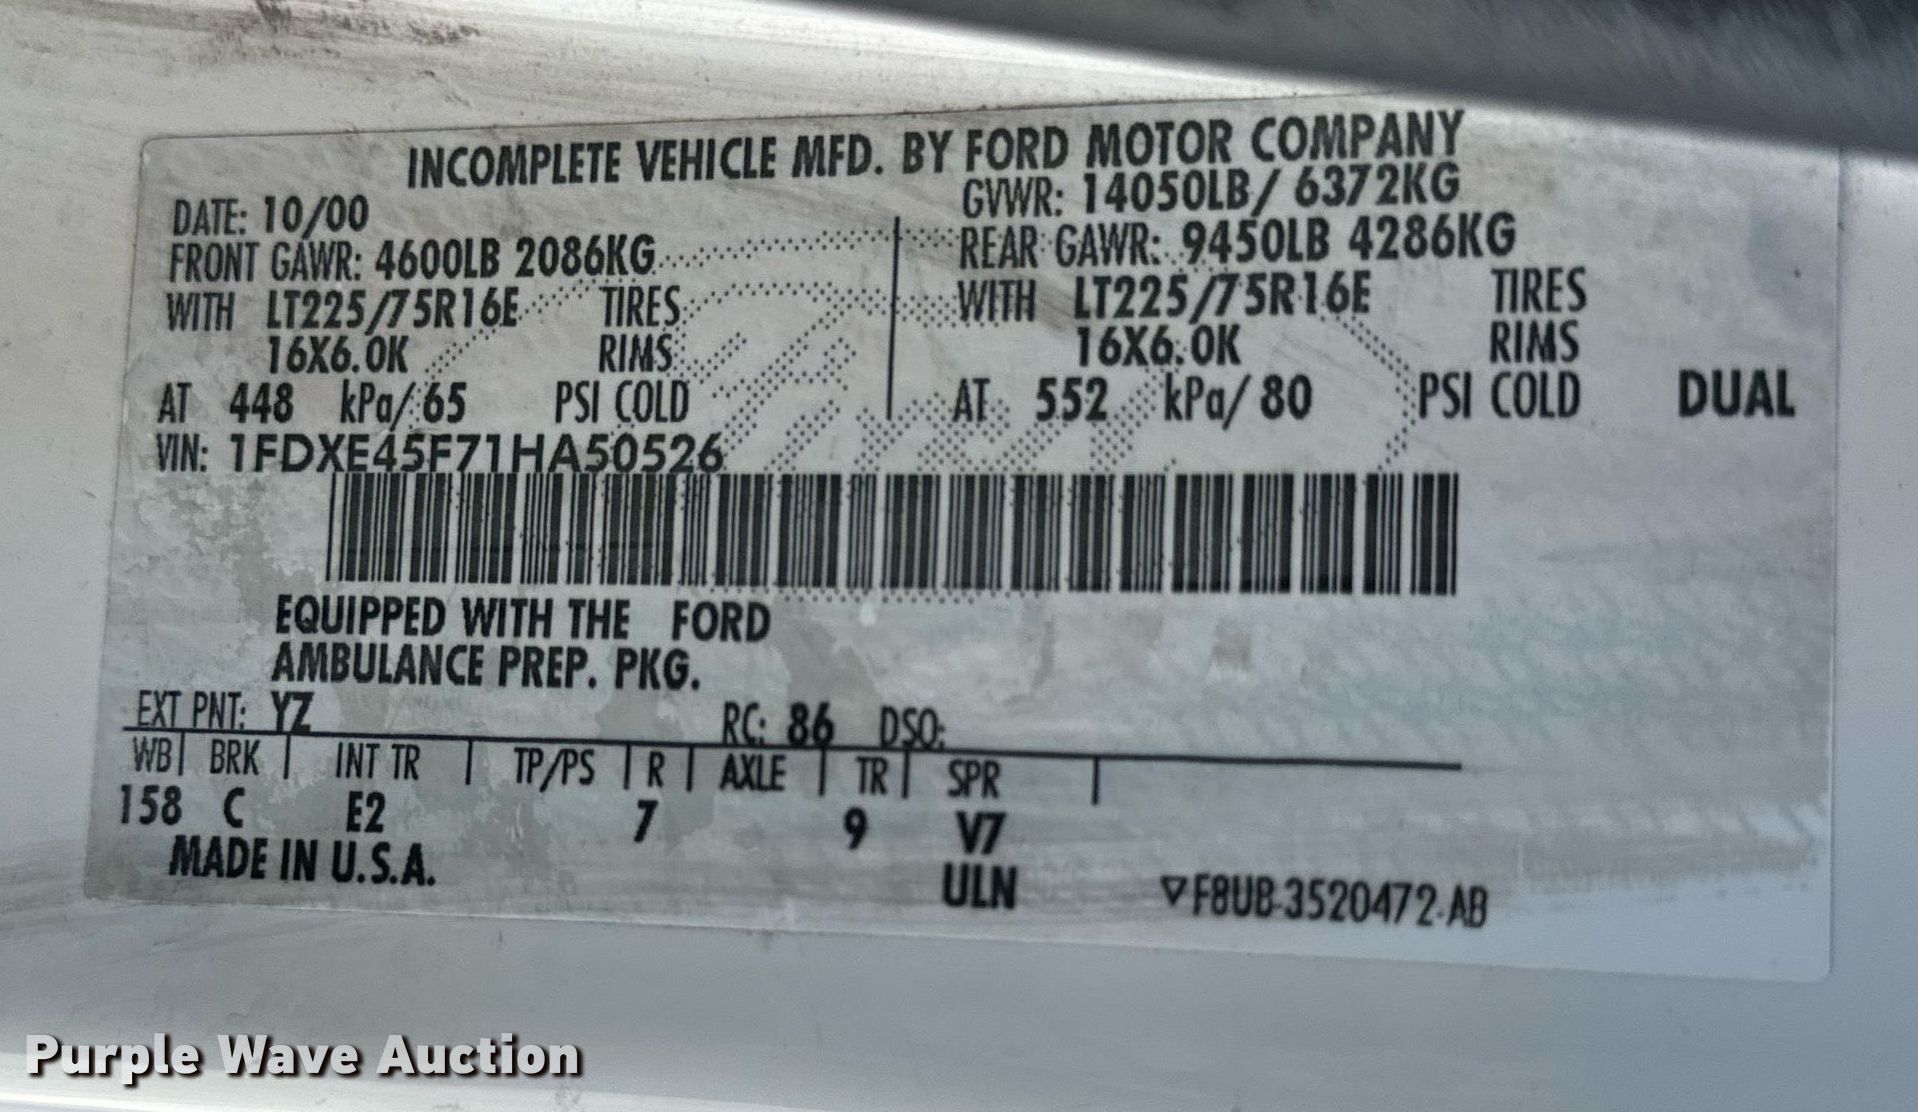 INCOMPLETE VEHICLE MFD. BY FORD MOTOR COMPANY
DATE: 10/00 GVWR: 14050LB/ 6372KG
FRONT GAWR: 4600LB 2086KG REAR GAWR: 9450LB 4286KG
WITH LT225/75R16E TIRES WITH LT225/75R16E TIRES
16X6.0K RIMS 16X6.0K RIMS
AT 448 kPa/ 65 PSI COLD AT 552 kPa/ 80 PSI COLD DUAL
VIN: 1FDXE45F71HA50526
EQUIPPED WITH THE FORD
AMBULANCE PREP. PKG.
EXT PNT: YZ RC: 86 DSO:
WB | BRK | INT TR | TP/PS | R | AXLE | TR | SPR |
158 C E2 7 9 V7
MADE IN U.S.A. ULN ▽F8UB-3520472-AB
Purple Wave Auction